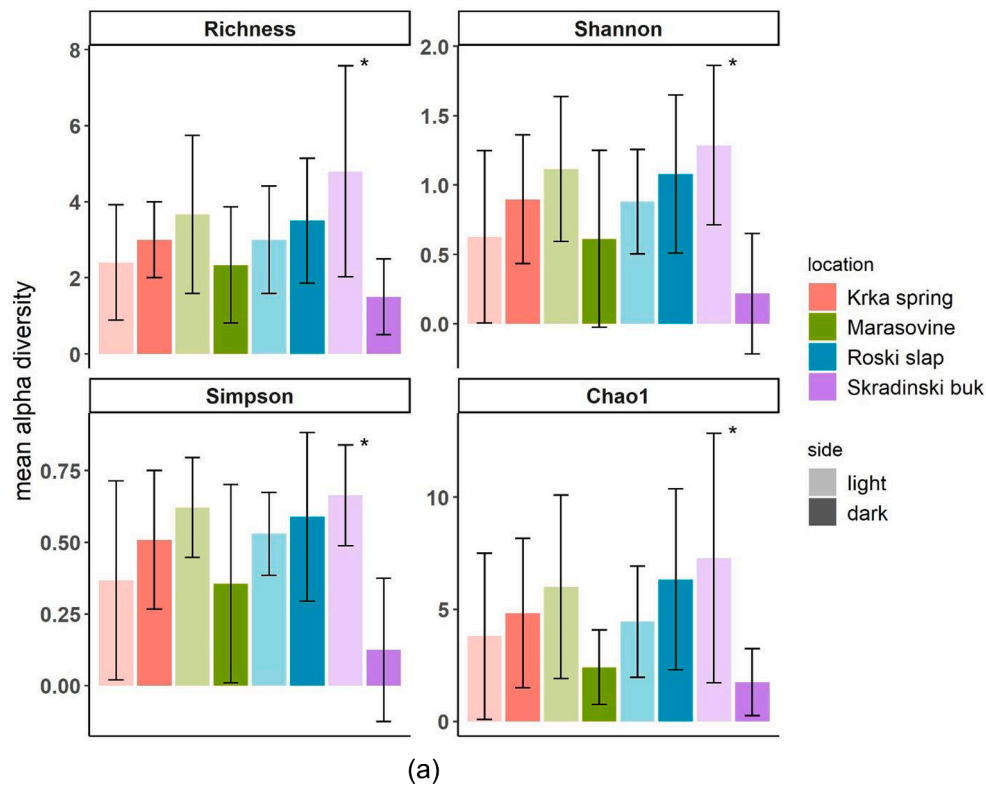 Richness
Shannon
8
6
4
2
0
*
2.0
1.5
1.0
0.5
0.0
*
mean alpha diversity
Simpson
Chao1
0.75
0.50
0.25
0.00
*
10
5
0
*
location
Krka spring
Marasovine
Roski slap
Skradinski buk
side
light
dark
(a)